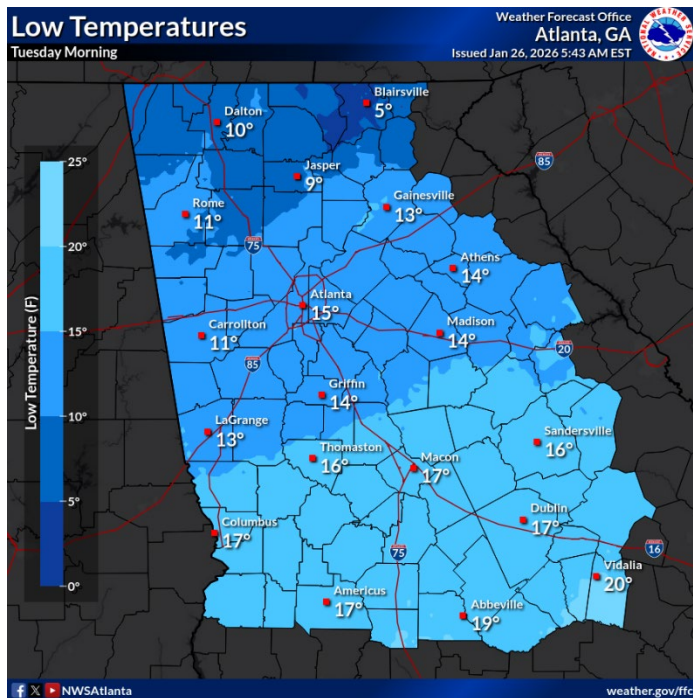 Low Temperatures
Tuesday Morning
Weather Forecast Office
Atlanta, GA
Issued Jan 26, 2026 5:43 AM EST
NATIONAL WEATHER SERVICE
Low Temperature (F)
25°
20°
15°
10°
5°
0°
Blairsville
5°
Dalton
10°
Jasper
9°
85
Rome
11°
Gainesville
13°
75
Athens
14°
Atlanta
15°
Carrollton
11°
Madison
14°
20
85
Griffin
14°
LaGrange
13°
Thomaston
16°
Macon
17°
Sandersville
16°
Columbus
17°
Dublin
17°
75
16
Vidalia
20°
Americus
17°
Abbeville
19°
NWSAtlanta
weather.gov/ffc